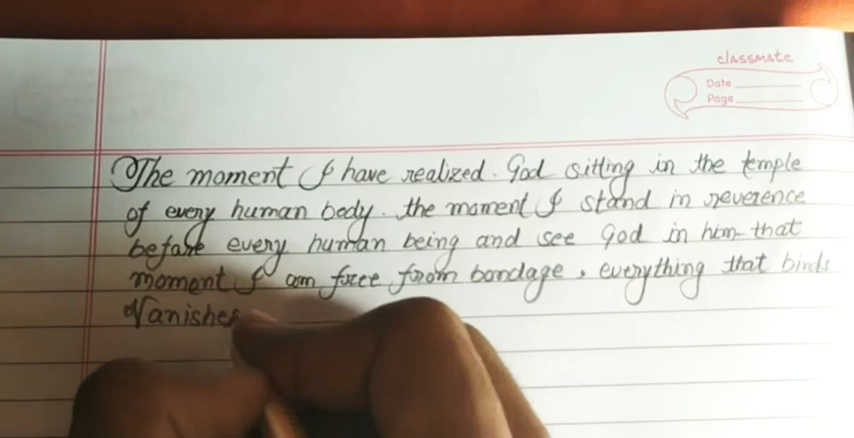 classmate
Date
Page
The moment I have realized. God sitting in the temple
of every human body. the moment I stand in reverence
before every human being and see God in him-that
moment I am free from bondage, everything that binds
Vanishes